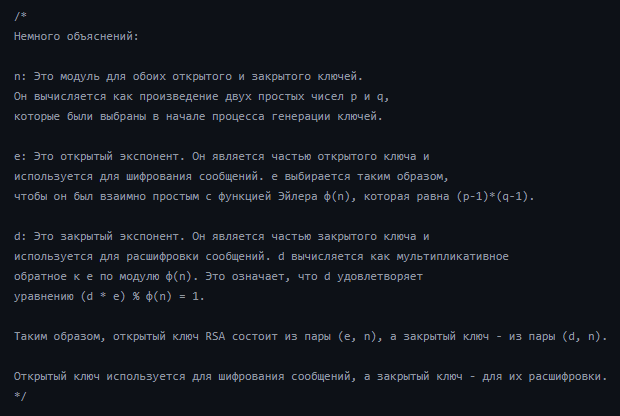 /*
Немного объяснений:
n: Это модуль для обоих открытого и закрытого ключей.
Он вычисляется как произведение двух простых чисел p и q,
которые были выбраны в начале процесса генерации ключей.
e: Это открытый экспонент. Он является частью открытого ключа и
используется для шифрования сообщений. e выбирается таким образом,
чтобы он был взаимно простым с функцией Эйлера ф(n), которая равна (p-1)*(q-1).
d: Это закрытый экспонент. Он является частью закрытого ключа и
используется для расшифровки сообщений. d вычисляется как мультипликативное
обратное к e по модулю ф(n). Это означает, что d удовлетворяет
уравнению (d * e) % ф(n) = 1.
Таким образом, открытый ключ RSA состоит из пары (e, n), а закрытый ключ - из пары (d, n).
Открытый ключ используется для шифрования сообщений, а закрытый ключ - для их расшифровки.
*/